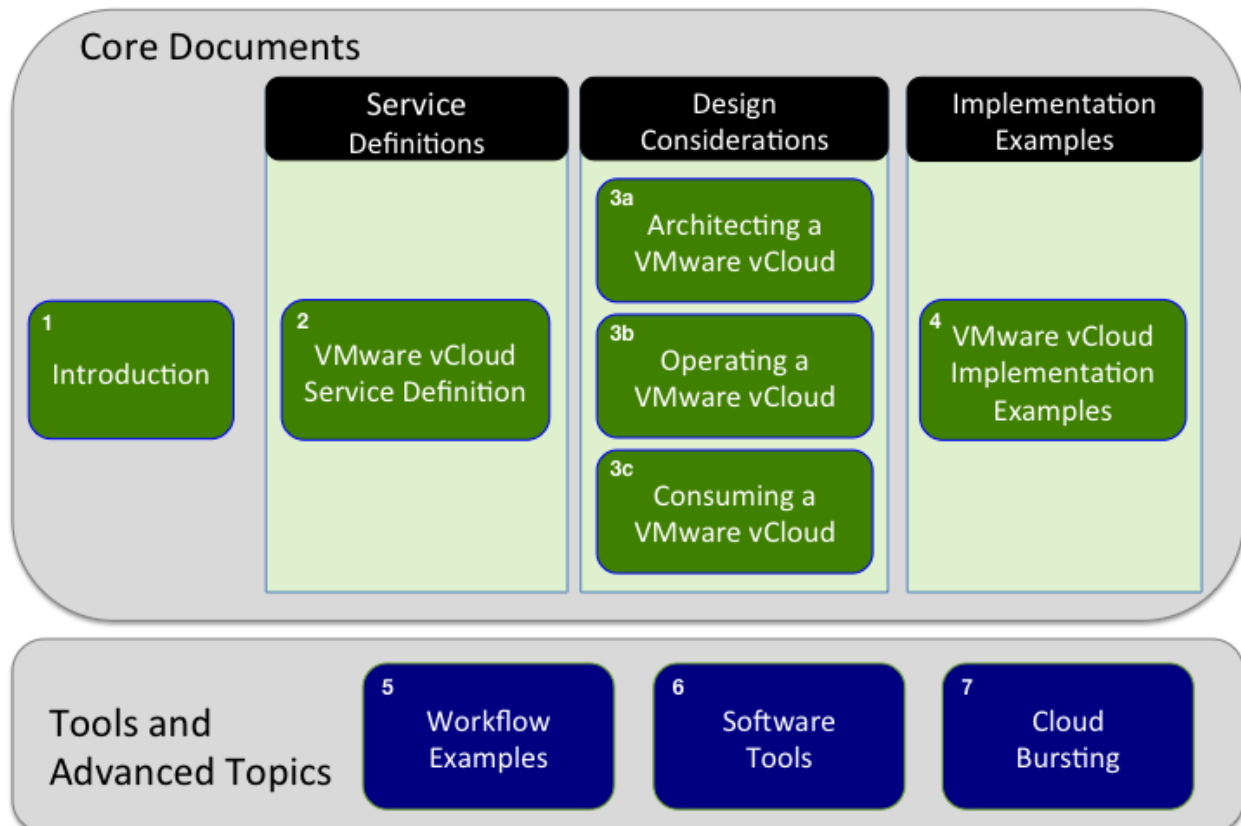 Core Documents
Service
Definitions
Design
Considerations
Implementation
Examples
1
Introduction
2
VMware vCloud
Service Definition
3a
Architecting a
VMware vCloud
3b
Operating a
VMware vCloud
3c
Consuming a
VMware vCloud
4
VMware vCloud
Implementation
Examples
Tools and
Advanced Topics
5
Workflow
Examples
6
Software
Tools
7
Cloud
Bursting